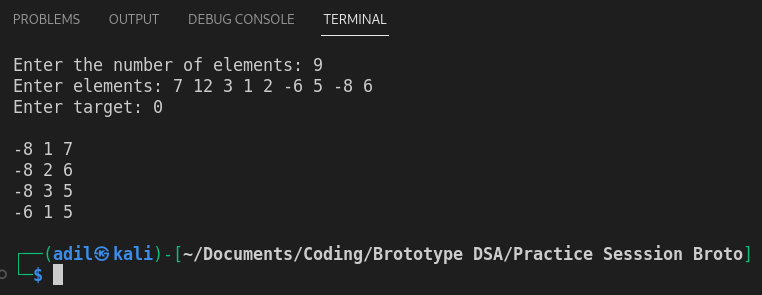 PROBLEMS OUTPUT DEBUG CONSOLE TERMINAL
Enter the number of elements: 9
Enter elements: 7 12 3 1 2 -6 5 -8 6
Enter target: 0
-8 1 7
-8 2 6
-8 3 5
-6 1 5
┌──(adil㉿kali)-[~/Documents/Coding/Brototype DSA/Practice Sesssion Broto]
└─$